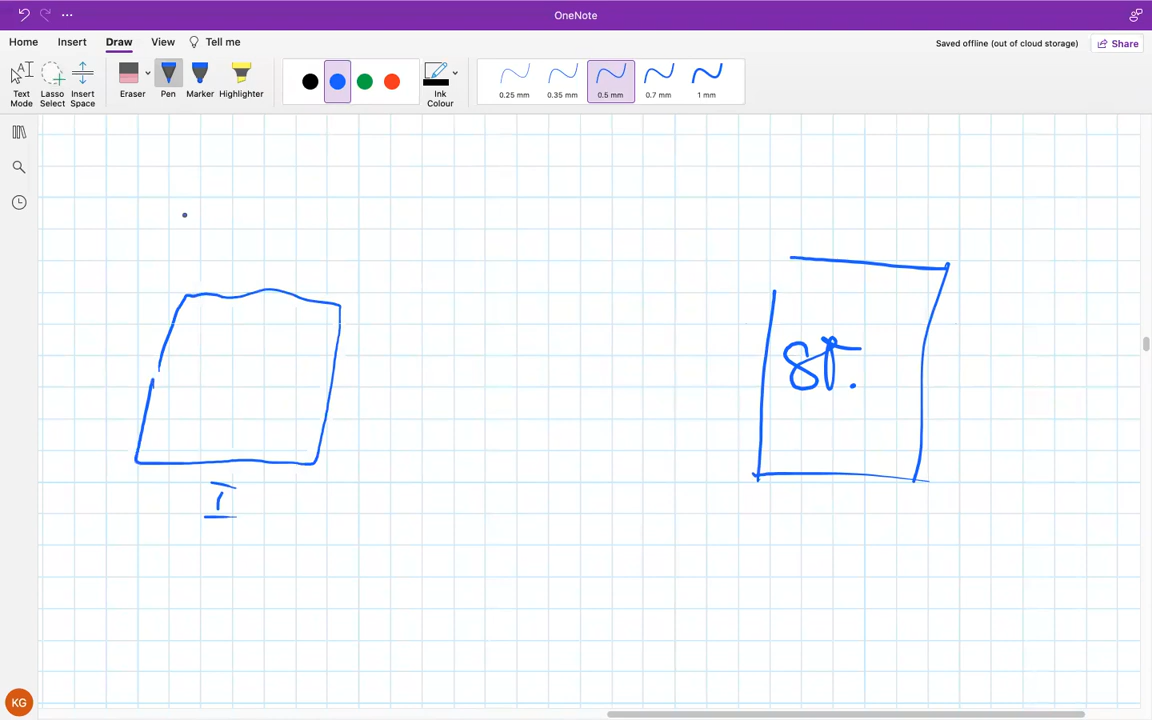 OneNote
Home Insert Draw View Tell me
Saved offline (out of cloud storage) Share
Text Mode
Lasso Select
Insert Space
Eraser
Pen
Marker
Highlighter
Ink Colour
0.25 mm
0.35 mm
0.5 mm
0.7 mm
1 mm
I
KG